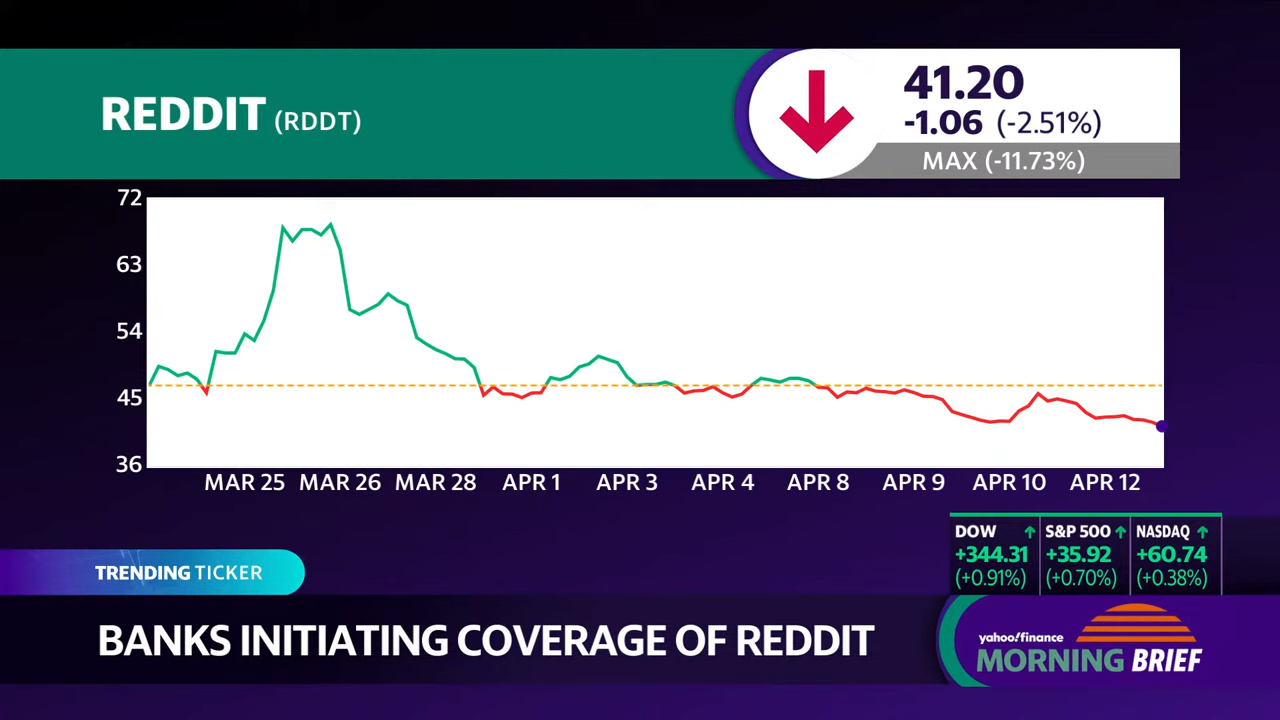 REDDIT (RDDT)
41.20
-1.06 (-2.51%)
MAX (-11.73%)
72
63
54
45
36
MAR 25 MAR 26 MAR 28 APR 1 APR 3 APR 4 APR 8 APR 9 APR 10 APR 12
DOW S&P 500 NASDAQ
+344.31 +35.92 +60.74
(+0.91%) (+0.70%) (+0.38%)
TRENDING TICKER
BANKS INITIATING COVERAGE OF REDDIT
yahoo!finance
MORNING BRIEF